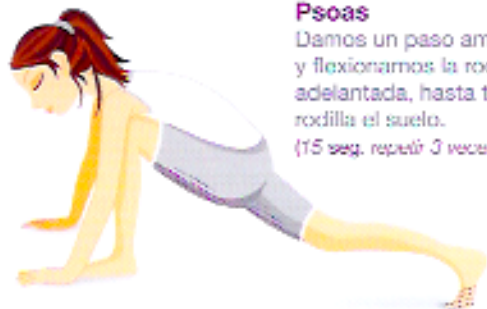 Psoas
Damos un paso am
y flexionamos la ro
adelantada, hasta t
rodilla el suelo.
(15 seg. repetir 3 vece